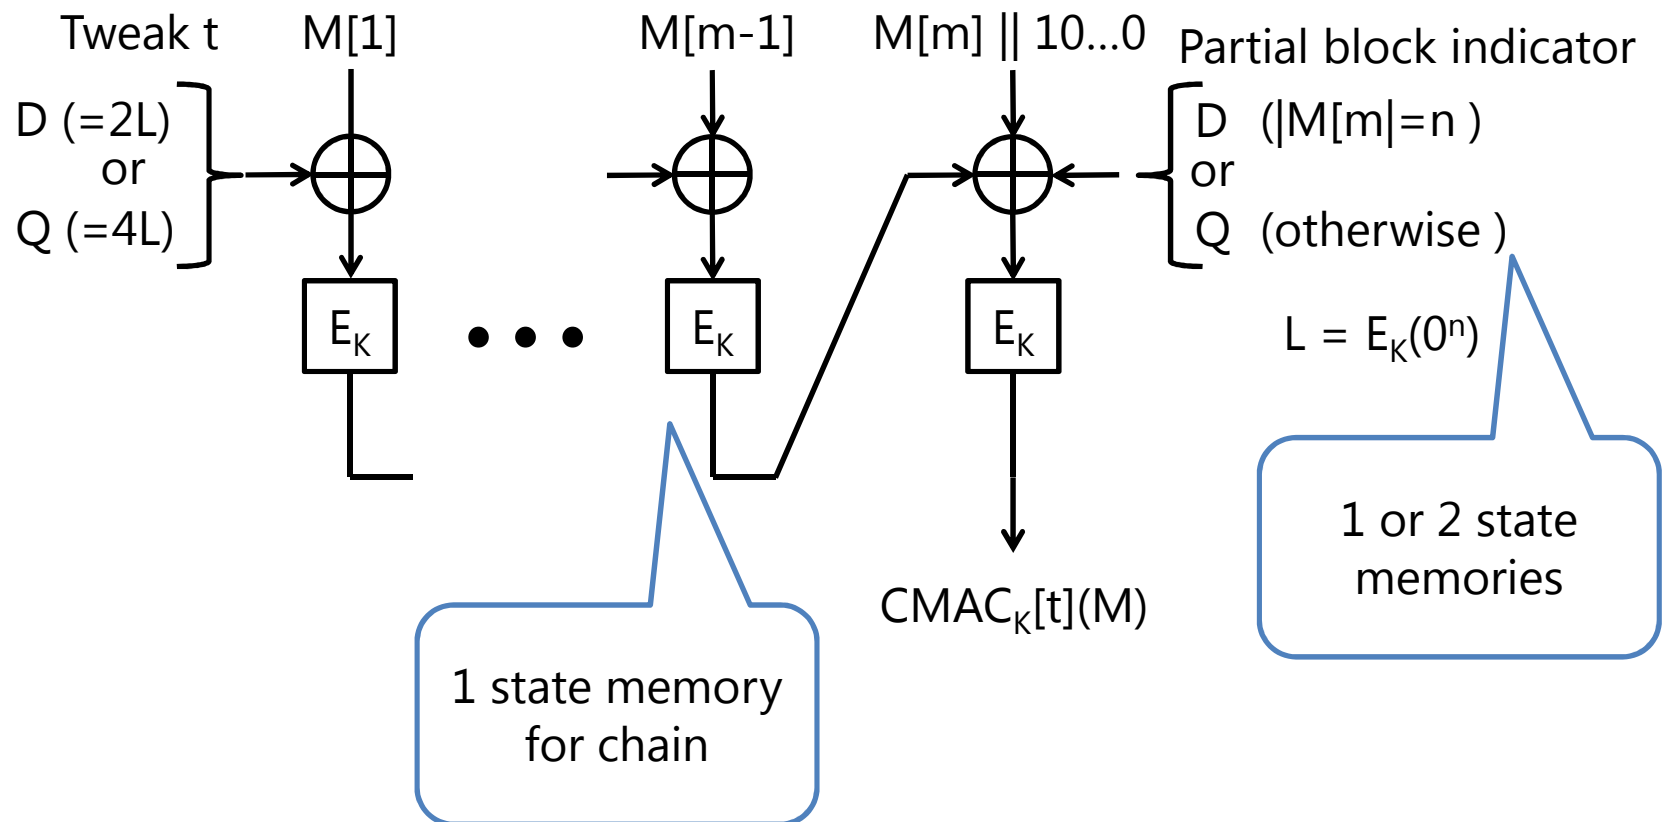 Tweak t M[1] M[m-1] M[m] || 10...0 Partial block indicator
D (=2L)
or
Q (=4L)
D (|M[m|=n )
or
Q (otherwise )
E_K E_K E_K
• • •
L = E_K(0ⁿ)
CMAC_K[t](M)
1 or 2 state
memories
1 state memory
for chain